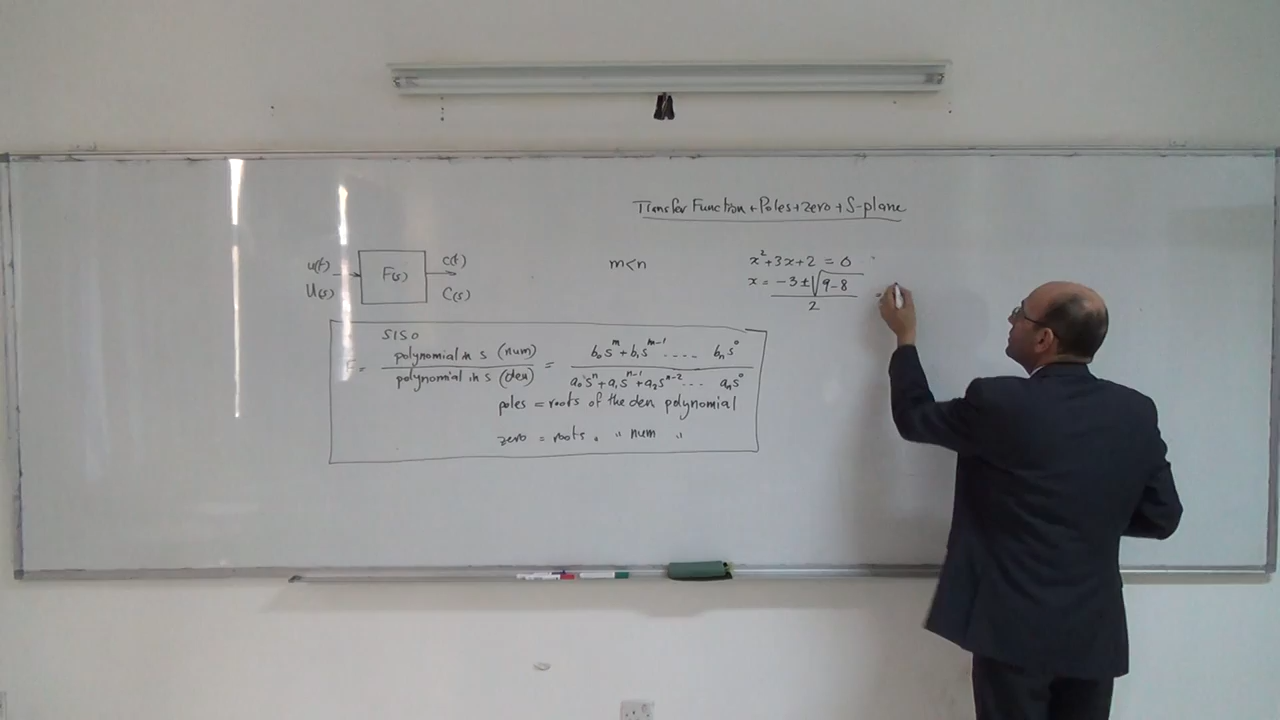 Transfer Function + Poles + zero + S-plane
u(t)
U(s)
F(s)
c(t)
C(s)
m<n
x²+3x+2 = 0
x = -3±√9-8
2
=
SISO
F = polynomial in s (num) = b₀sᵐ + b₁sᵐ⁻¹ .... bₙs⁰
polynomial in s (den) a₀sⁿ + a₁sⁿ⁻¹ + a₂sⁿ⁻² ... aₙs⁰
poles = roots of the den polynomial
zero = roots " " num "